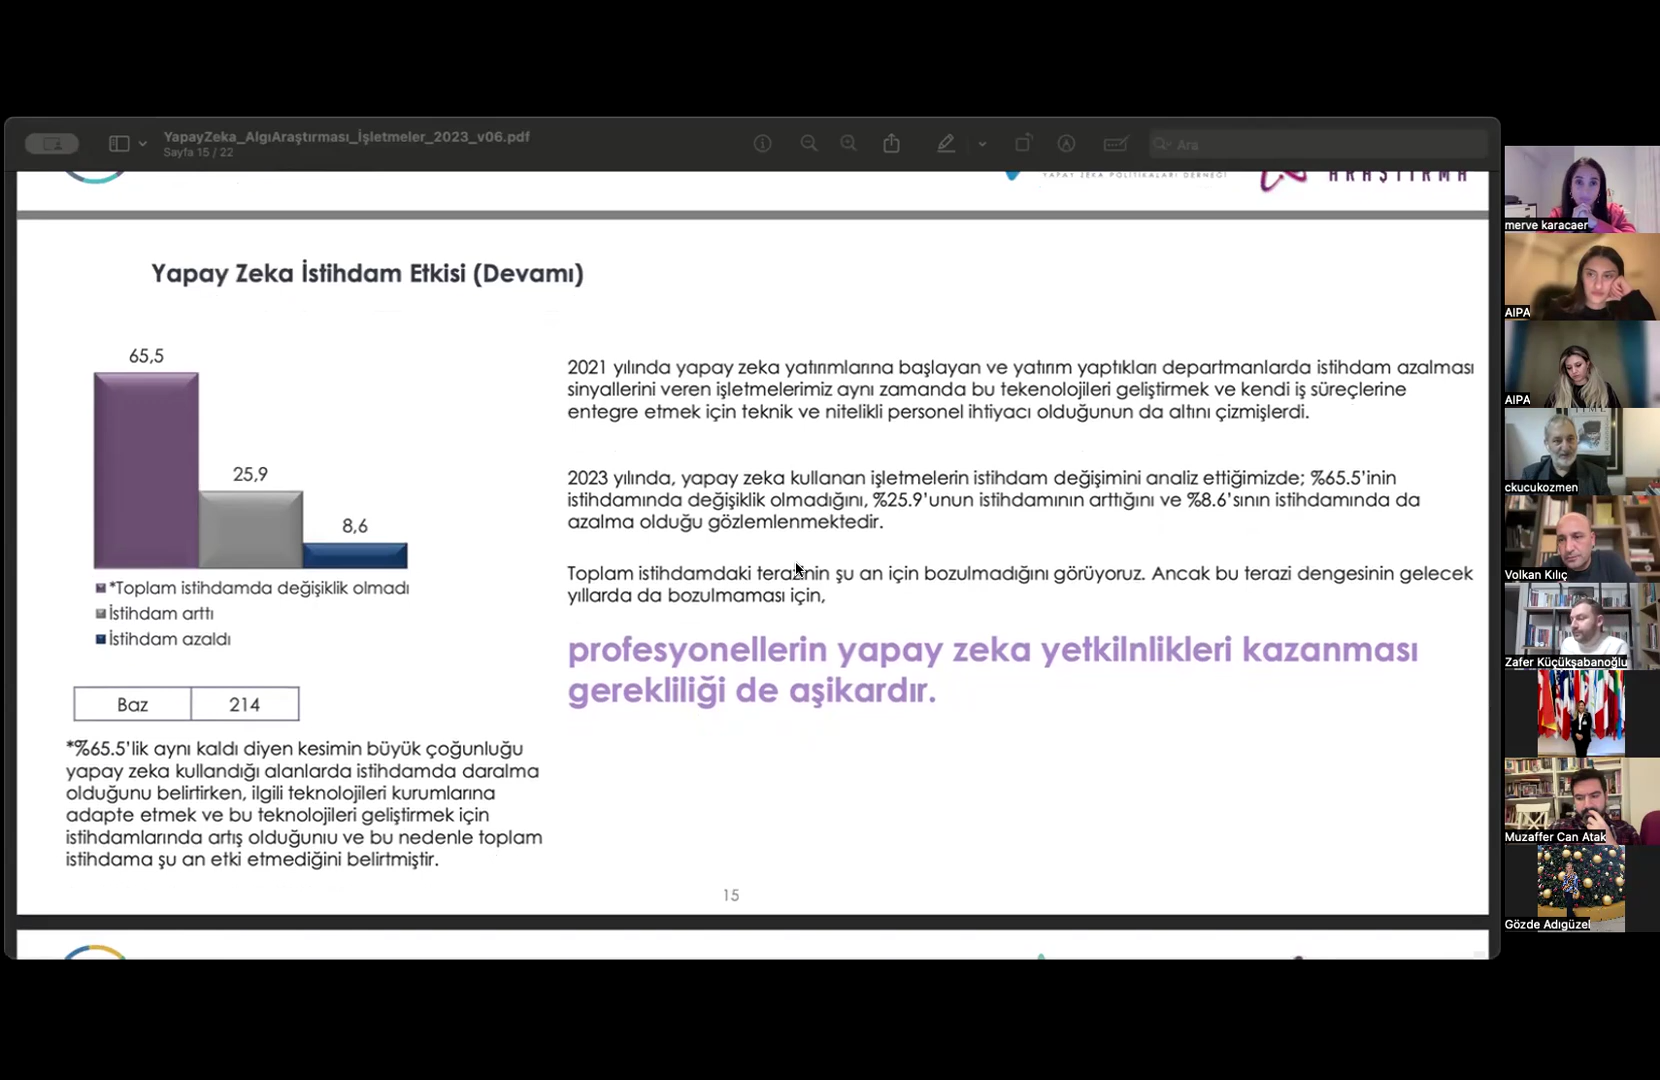 YapayZeka_AlgıAraştırması_İşletmeler_2023_v06.pdf
Sayfa 15 / 22
Ara
YAPAY ZEKA POLİTİKALARI DERNEĞİ
ARAŞTIRMA
Yapay Zeka İstihdam Etkisi (Devamı)
65,5
25,9
8,6
*Toplam istihdamda değişiklik olmadı
İstihdam arttı
İstihdam azaldı
Baz 214
*%65.5'lik aynı kaldı diyen kesimin büyük çoğunluğu
yapay zeka kullandığı alanlarda istihdamda daralma
olduğunu belirtirken, ilgili teknolojileri kurumlarına
adapte etmek ve bu teknolojileri geliştirmek için
istihdamlarında artış olduğunıu ve bu nedenle toplam
istihdama şu an etki etmediğini belirtmiştir.
2021 yılında yapay zeka yatırımlarına başlayan ve yatırım yaptıkları departmanlarda istihdam azalması
sinyallerini veren işletmelerimiz aynı zamanda bu tekenolojileri geliştirmek ve kendi iş süreçlerine
entegre etmek için teknik ve nitelikli personel ihtiyacı olduğunun da altını çizmişlerdi.
2023 yılında, yapay zeka kullanan işletmelerin istihdam değişimini analiz ettiğimizde; %65.5'inin
istihdamında değişiklik olmadığını, %25.9'unun istihdamının arttığını ve %8.6'sının istihdamında da
azalma olduğu gözlemlenmektedir.
Toplam istihdamdaki terazinin şu an için bozulmadığını görüyoruz. Ancak bu terazi dengesinin gelecek
yıllarda da bozulmaması için,
profesyonellerin yapay zeka yetkilnlikleri kazanması
gerekliliği de aşikardır.
15
merve karacaer
AIPA
AIPA
ckucukozmen
Volkan Kılıç
Zafer Küçükşabanoğlu
Muzaffer Can Atak
Gözde Adıgüzel